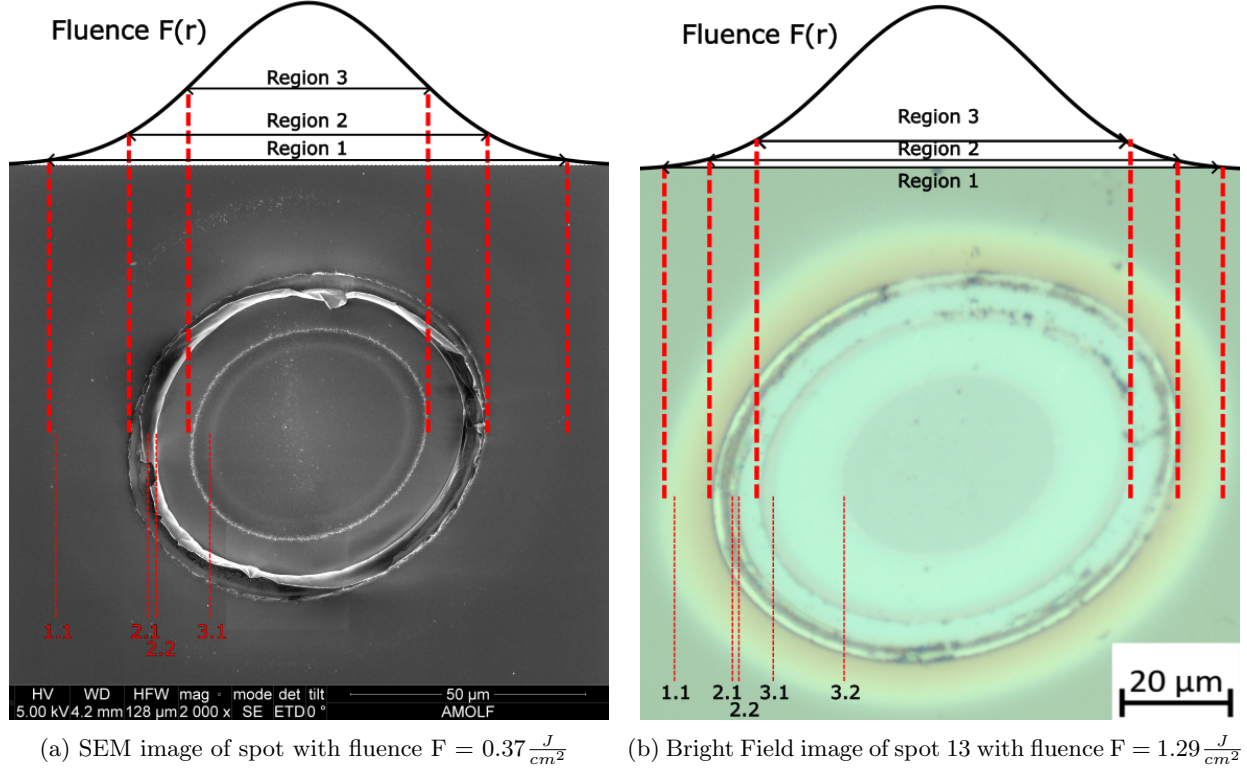 Fluence F(r)
Region 3
Region 2
Region 1
1.1
2.1
2.2
3.1
HV WD HFW mag ▫ mode det tilt 50 µm
5.00 kV 4.2 mm 128 µm 2 000 x SE ETD 0 ° AMOLF
(a) SEM image of spot with fluence F = 0.37 J/cm²
Fluence F(r)
Region 3
Region 2
Region 1
1.1
2.1
2.2
3.1
3.2
20 µm
(b) Bright Field image of spot 13 with fluence F = 1.29 J/cm²